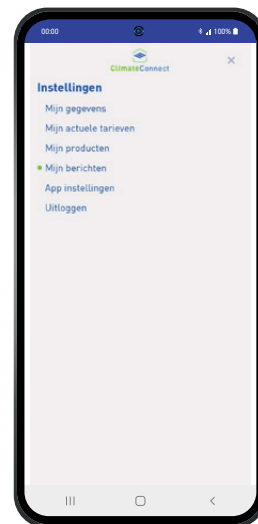 00:00 100%
ClimateConnect
Instellingen
Mijn gegevens
Mijn actuele tarieven
Mijn producten
Mijn berichten
App instellingen
Uitloggen